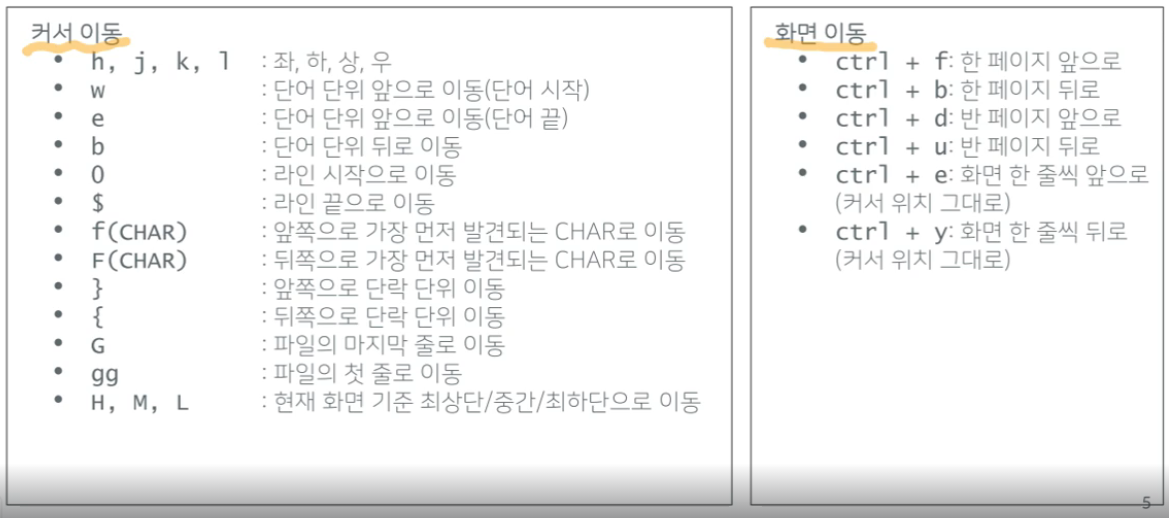 커서 이동
• h, j, k, l : 좌, 하, 상, 우
• w : 단어 단위 앞으로 이동(단어 시작)
• e : 단어 단위 앞으로 이동(단어 끝)
• b : 단어 단위 뒤로 이동
• 0 : 라인 시작으로 이동
• $ : 라인 끝으로 이동
• f(CHAR) : 앞쪽으로 가장 먼저 발견되는 CHAR로 이동
• F(CHAR) : 뒤쪽으로 가장 먼저 발견되는 CHAR로 이동
• } : 앞쪽으로 단락 단위 이동
• { : 뒤쪽으로 단락 단위 이동
• G : 파일의 마지막 줄로 이동
• gg : 파일의 첫 줄로 이동
• H, M, L : 현재 화면 기준 최상단/중간/최하단으로 이동
화면 이동
• ctrl + f: 한 페이지 앞으로
• ctrl + b: 한 페이지 뒤로
• ctrl + d: 반 페이지 앞으로
• ctrl + u: 반 페이지 뒤로
• ctrl + e: 화면 한 줄씩 앞으로
(커서 위치 그대로)
• ctrl + y: 화면 한 줄씩 뒤로
(커서 위치 그대로)
5